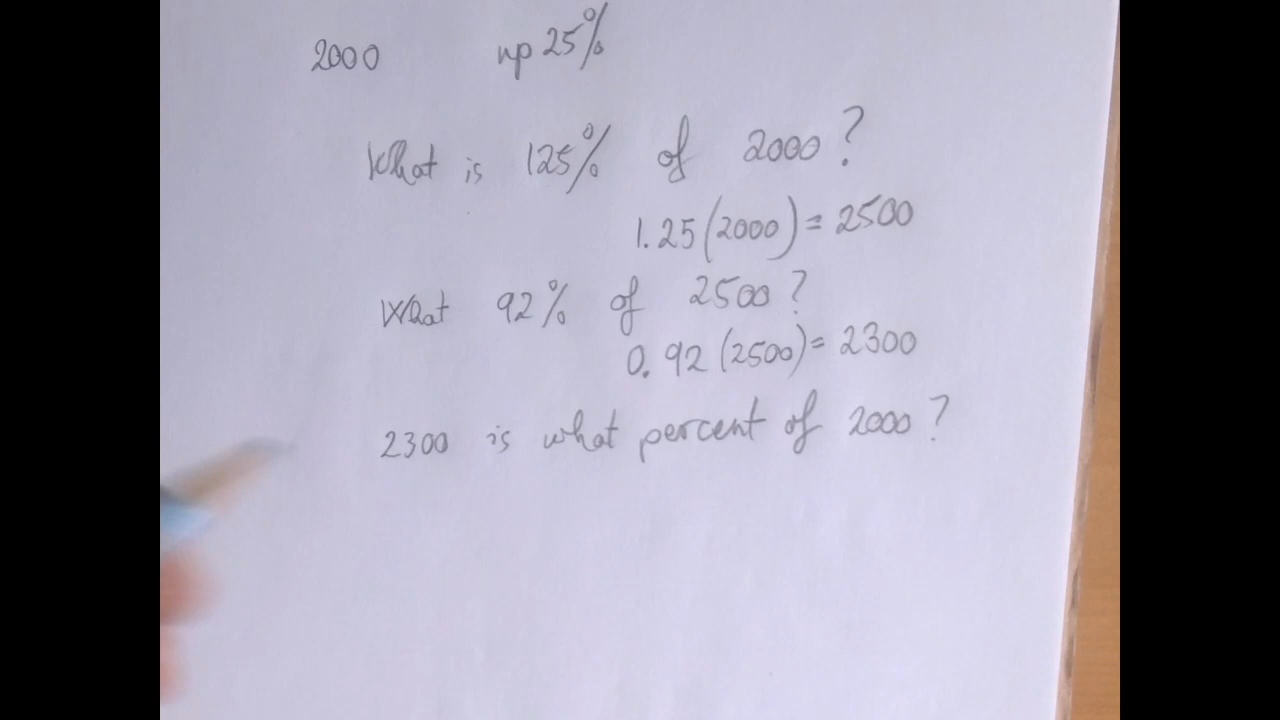 2000 up 25%
What is 125% of 2000?
1.25(2000) = 2500
What 92% of 2500?
0.92 (2500) = 2300
2300 is what percent of 2000?